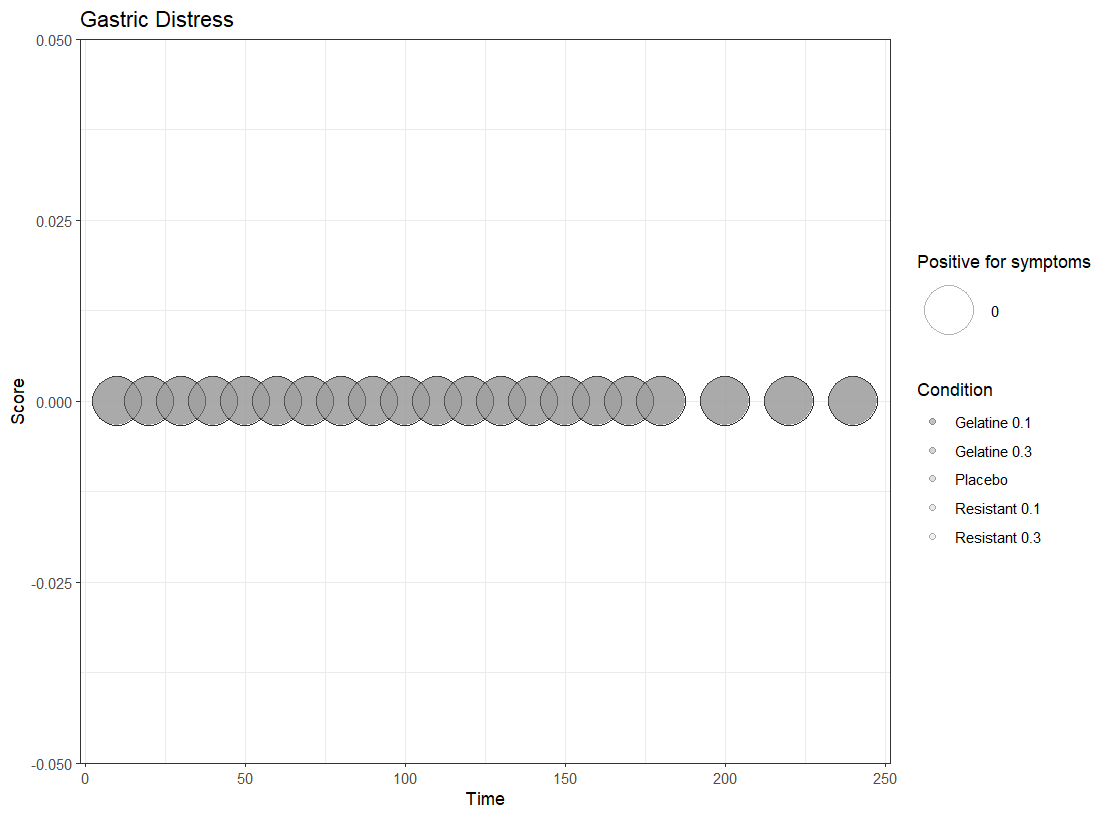 Gastric Distress
0.050
0.025
0.000
-0.025
-0.050
Score
0 50 100 150 200 250
Time
Positive for symptoms
0
Condition
Gelatine 0.1
Gelatine 0.3
Placebo
Resistant 0.1
Resistant 0.3